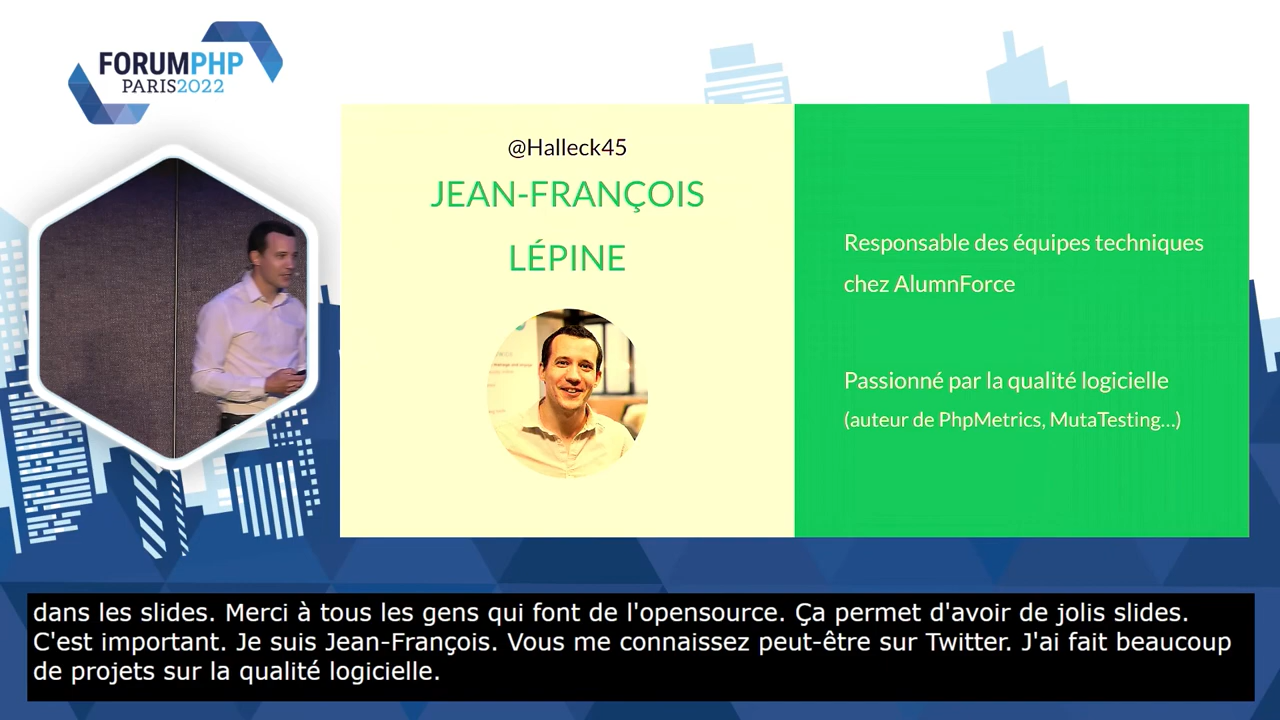 FORUMPHP
PARIS2022
@Halleck45
JEAN-FRANÇOIS
LÉPINE
Responsable des équipes techniques
chez AlumnForce
Passionné par la qualité logicielle
(auteur de PhpMetrics, MutaTesting...)
dans les slides. Merci à tous les gens qui font de l'opensource. Ça permet d'avoir de jolis slides.
C'est important. Je suis Jean-François. Vous me connaissez peut-être sur Twitter. J'ai fait beaucoup
de projets sur la qualité logicielle.